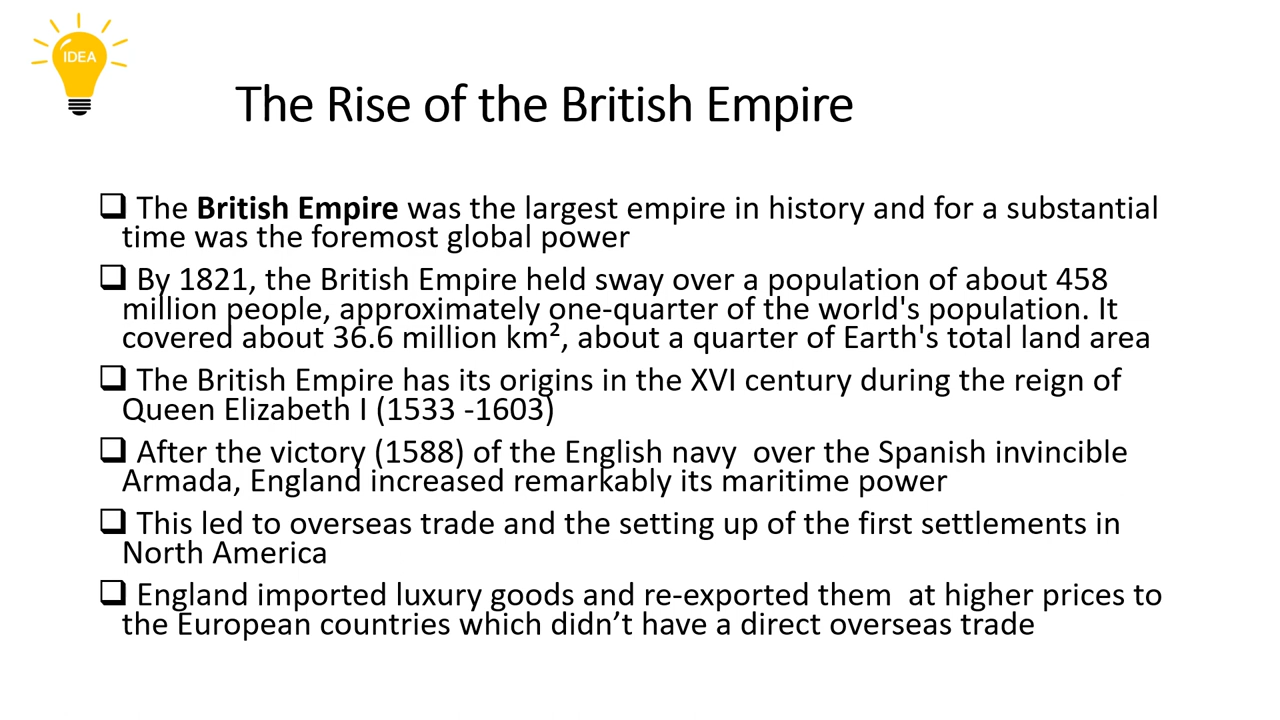 IDEA
The Rise of the British Empire
❑ The British Empire was the largest empire in history and for a substantial
time was the foremost global power
❑ By 1821, the British Empire held sway over a population of about 458
million people, approximately one-quarter of the world's population. It
covered about 36.6 million km², about a quarter of Earth's total land area
❑ The British Empire has its origins in the XVI century during the reign of
Queen Elizabeth I (1533 -1603)
❑ After the victory (1588) of the English navy  over the Spanish invincible
Armada, England increased remarkably its maritime power
❑ This led to overseas trade and the setting up of the first settlements in
North America
❑ England imported luxury goods and re-exported them  at higher prices to
the European countries which didn’t have a direct overseas trade